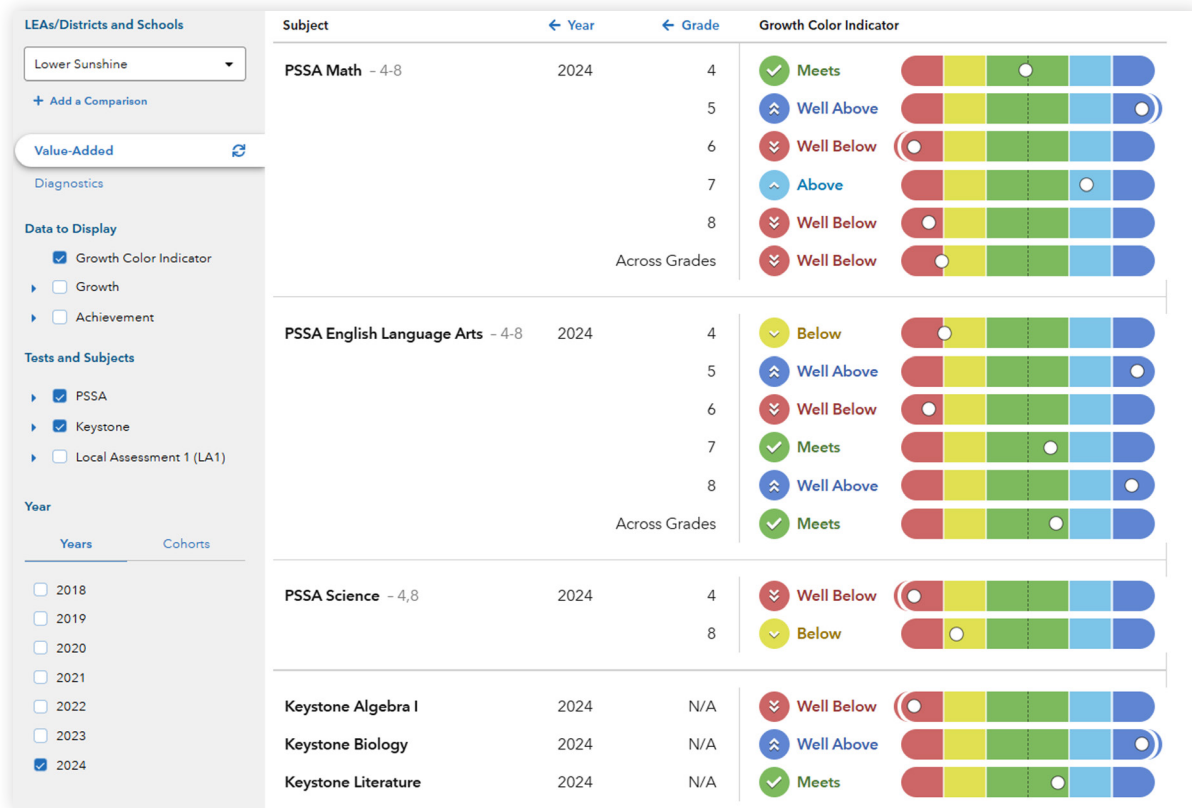 LEAs/Districts and Schools
Lower Sunshine
+ Add a Comparison
Value-Added
Diagnostics
Data to Display
Growth Color Indicator
Growth
Achievement
Tests and Subjects
PSSA
Keystone
Local Assessment 1 (LA1)
Year
Years Cohorts
2018
2019
2020
2021
2022
2023
2024
Subject ← Year ← Grade Growth Color Indicator
PSSA Math - 4-8 2024 4 Meets
5 Well Above
6 Well Below
7 Above
8 Well Below
Across Grades Well Below
PSSA English Language Arts - 4-8 2024 4 Below
5 Well Above
6 Well Below
7 Meets
8 Well Above
Across Grades Meets
PSSA Science - 4,8 2024 4 Well Below
8 Below
Keystone Algebra I 2024 N/A Well Below
Keystone Biology 2024 N/A Well Above
Keystone Literature 2024 N/A Meets